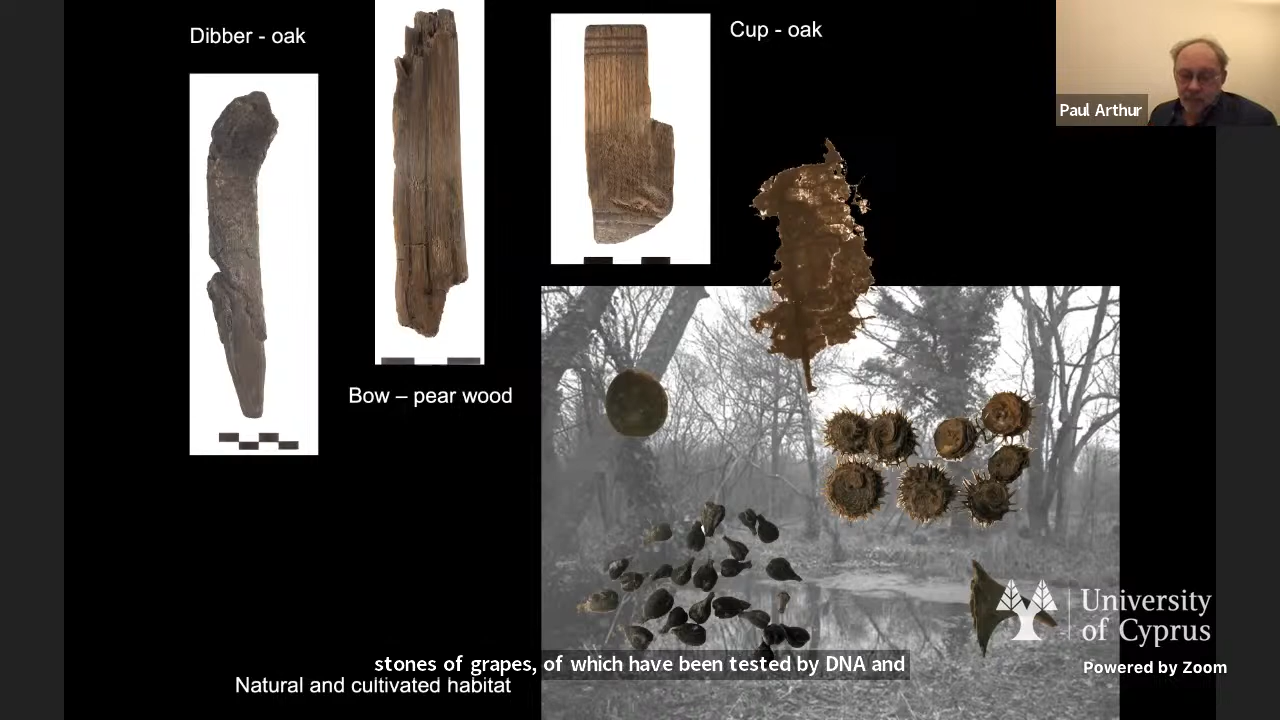 Dibber - oak
Cup - oak
Paul Arthur
Bow – pear wood
University
of Cyprus
stones of grapes, of which have been tested by DNA and
Powered by Zoom
Natural and cultivated habitat